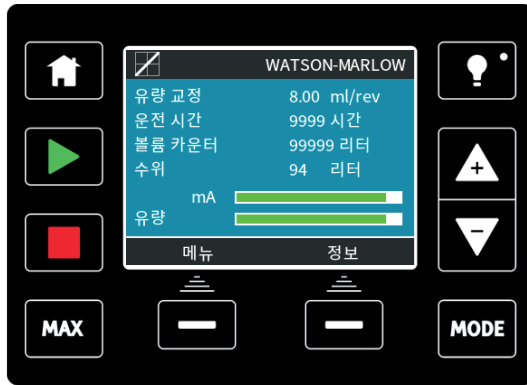 WATSON-MARLOW
유량 교정 8.00 ml/rev
운전 시간 9999 시간
볼륨 카운터 99999 리터
수위 94 리터
mA
유량
메뉴 정보
MAX
MODE